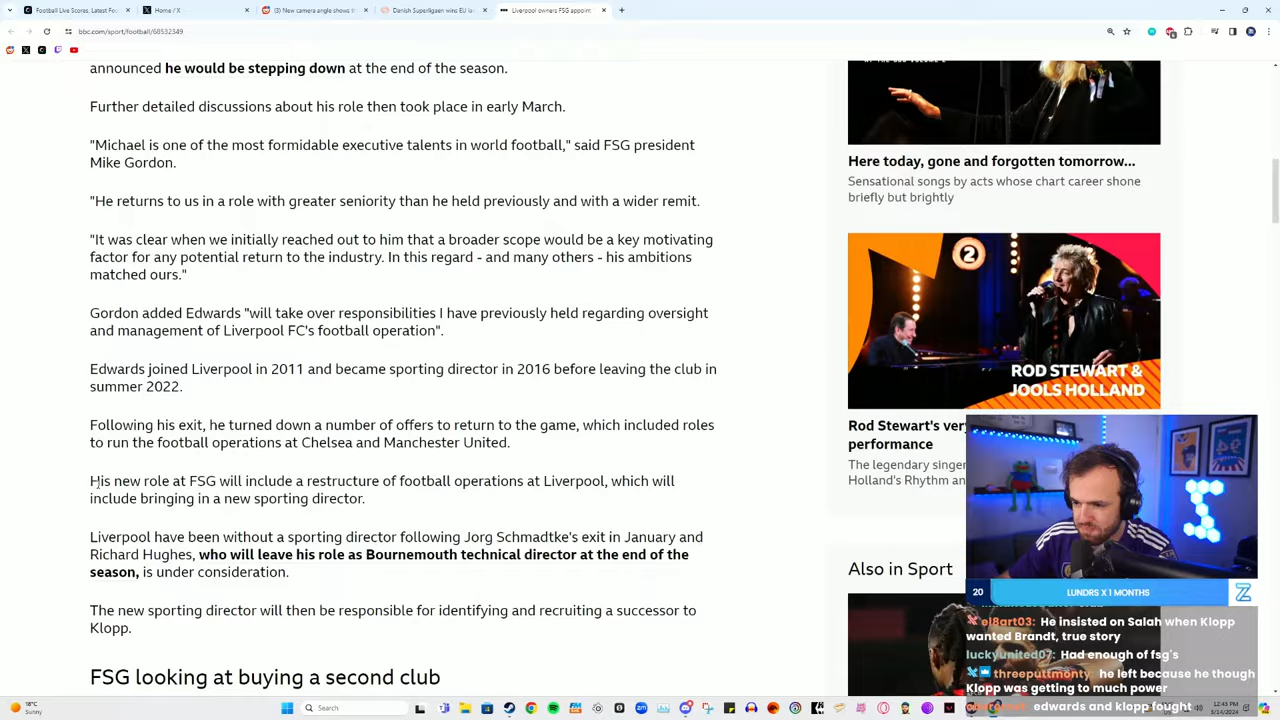 Football Live Scores, Latest Foo
Home / X
(3) New camera angle shows th
Danish Superligaen wins EU le
Liverpool owners FSG appoint
bbc.com/sport/football/68532349
announced he would be stepping down at the end of the season.
Further detailed discussions about his role then took place in early March.
"Michael is one of the most formidable executive talents in world football," said FSG president
Mike Gordon.
"He returns to us in a role with greater seniority than he held previously and with a wider remit.
"It was clear when we initially reached out to him that a broader scope would be a key motivating
factor for any potential return to the industry. In this regard - and many others - his ambitions
matched ours."
Gordon added Edwards "will take over responsibilities I have previously held regarding oversight
and management of Liverpool FC's football operation".
Edwards joined Liverpool in 2011 and became sporting director in 2016 before leaving the club in
summer 2022.
Following his exit, he turned down a number of offers to return to the game, which included roles
to run the football operations at Chelsea and Manchester United.
His new role at FSG will include a restructure of football operations at Liverpool, which will
include bringing in a new sporting director.
Liverpool have been without a sporting director following Jorg Schmadtke's exit in January and
Richard Hughes, who will leave his role as Bournemouth technical director at the end of the
season, is under consideration.
The new sporting director will then be responsible for identifying and recruiting a successor to
Klopp.
FSG looking at buying a second club
Here today, gone and forgotten tomorrow...
Sensational songs by acts whose chart career shone
briefly but brightly
2
ROD STEWART &
JOOLS HOLLAND
Rod Stewart's very
performance
The legendary singer
Holland's Rhythm an
Also in Sport
20
LUNDRS X 1 MONTHS
el8art03: He insisted on Salah when Klopp
wanted Brandt, true story
luckyunited07: Had enough of fsg's
threeputtmonty: he left because he though
Klopp was getting to much power
edwards and klopp fought
18°C
Sunny
Search
12:43 PM
3/14/2024